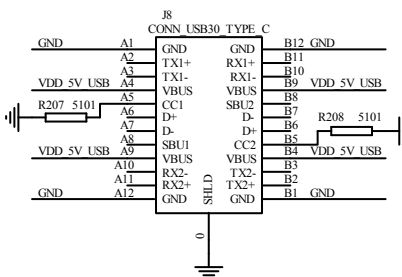 J8
CONN_USB30_TYPE_C
GND A1 GND GND B12 GND
A2 TX1+ RX1+ B11
A3 TX1- RX1- B10
VDD_5V_USB A4 VBUS VBUS B9 VDD_5V_USB
A5 CC1 SBU2 B8
R207 5101 A6 D+ D- B7 R208 5101
A7 D- D+ B6
A8 SBU1 CC2 B5
VDD_5V_USB A9 VBUS VBUS B4 VDD_5V_USB
A10 RX2- TX2- B3
A11 RX2+ TX2+ B2
GND A12 GND GND B1 GND
SHLD
0